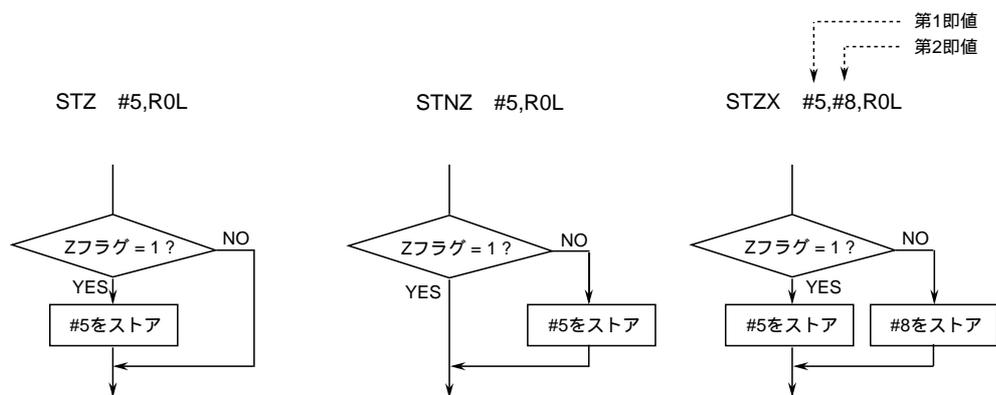 第1即値
第2即値
STZ #5,R0L
STNZ #5,R0L
STZX #5,#8,R0L
Zフラグ = 1 ?
NO
YES
#5をストア
Zフラグ = 1 ?
NO
YES
#5をストア
Zフラグ = 1 ?
NO
YES
#5をストア
#8をストア